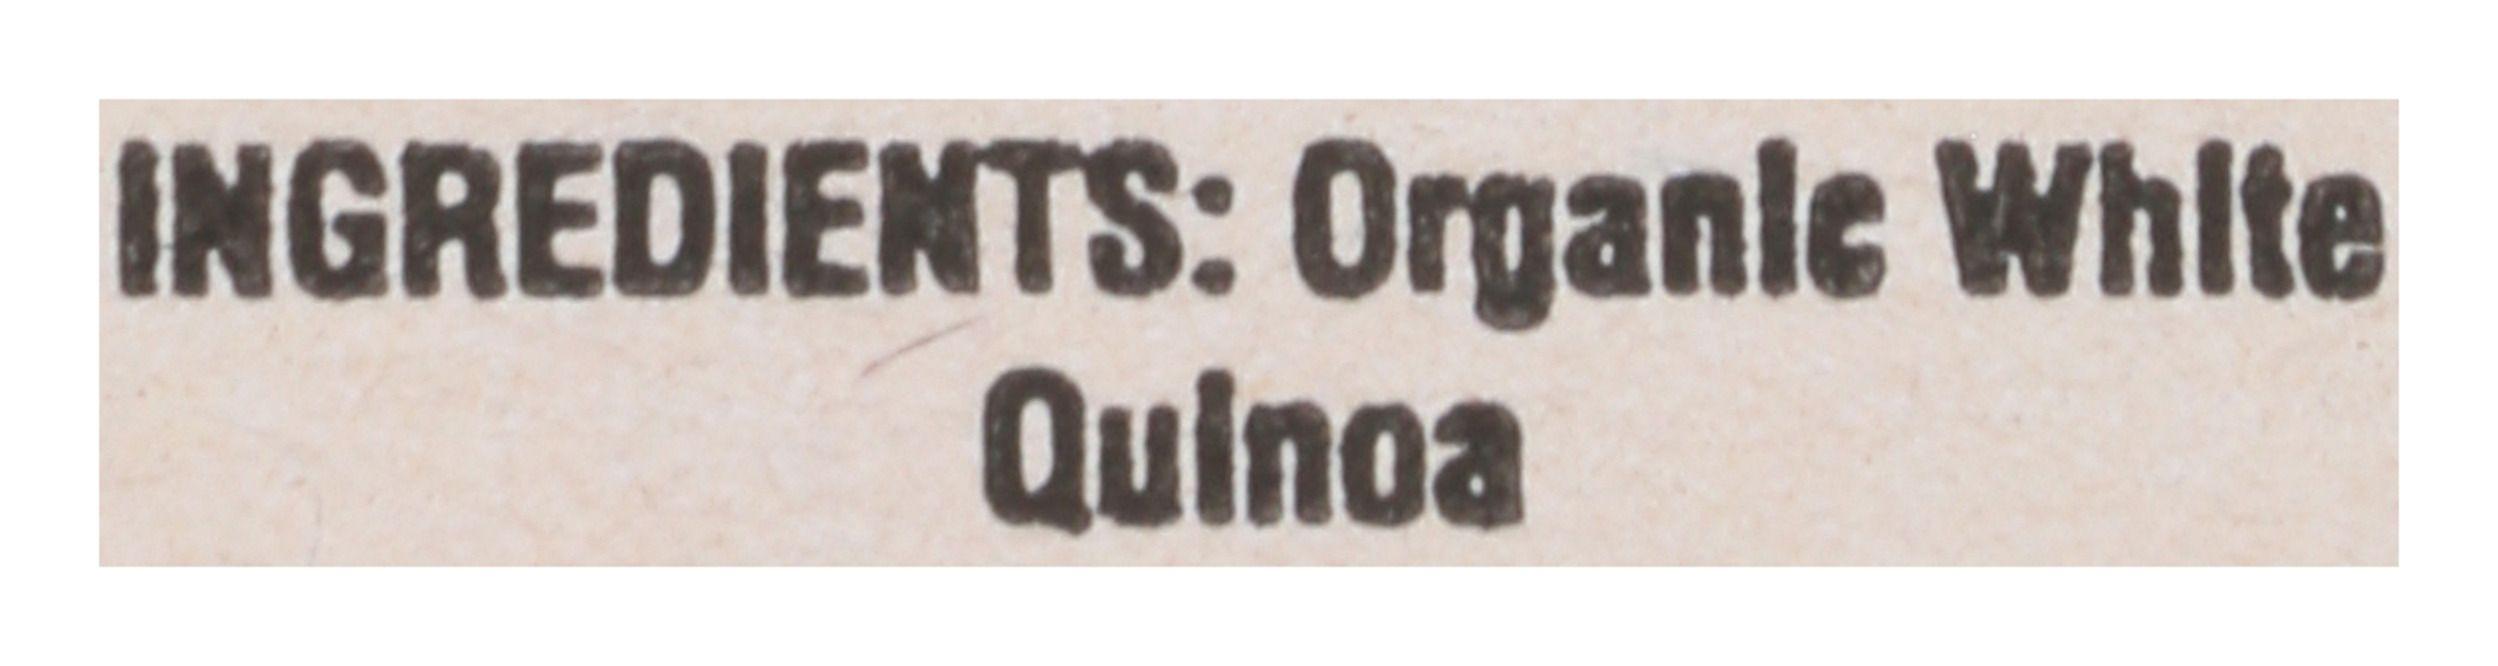 INGREDIENTS: Organic White
Quinoa